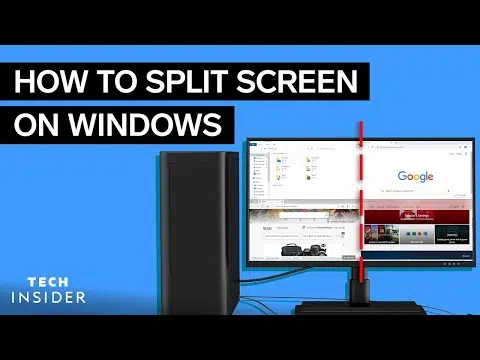 HOW TO SPLIT SCREEN
ON WINDOWS
Google
TECH
INSIDER